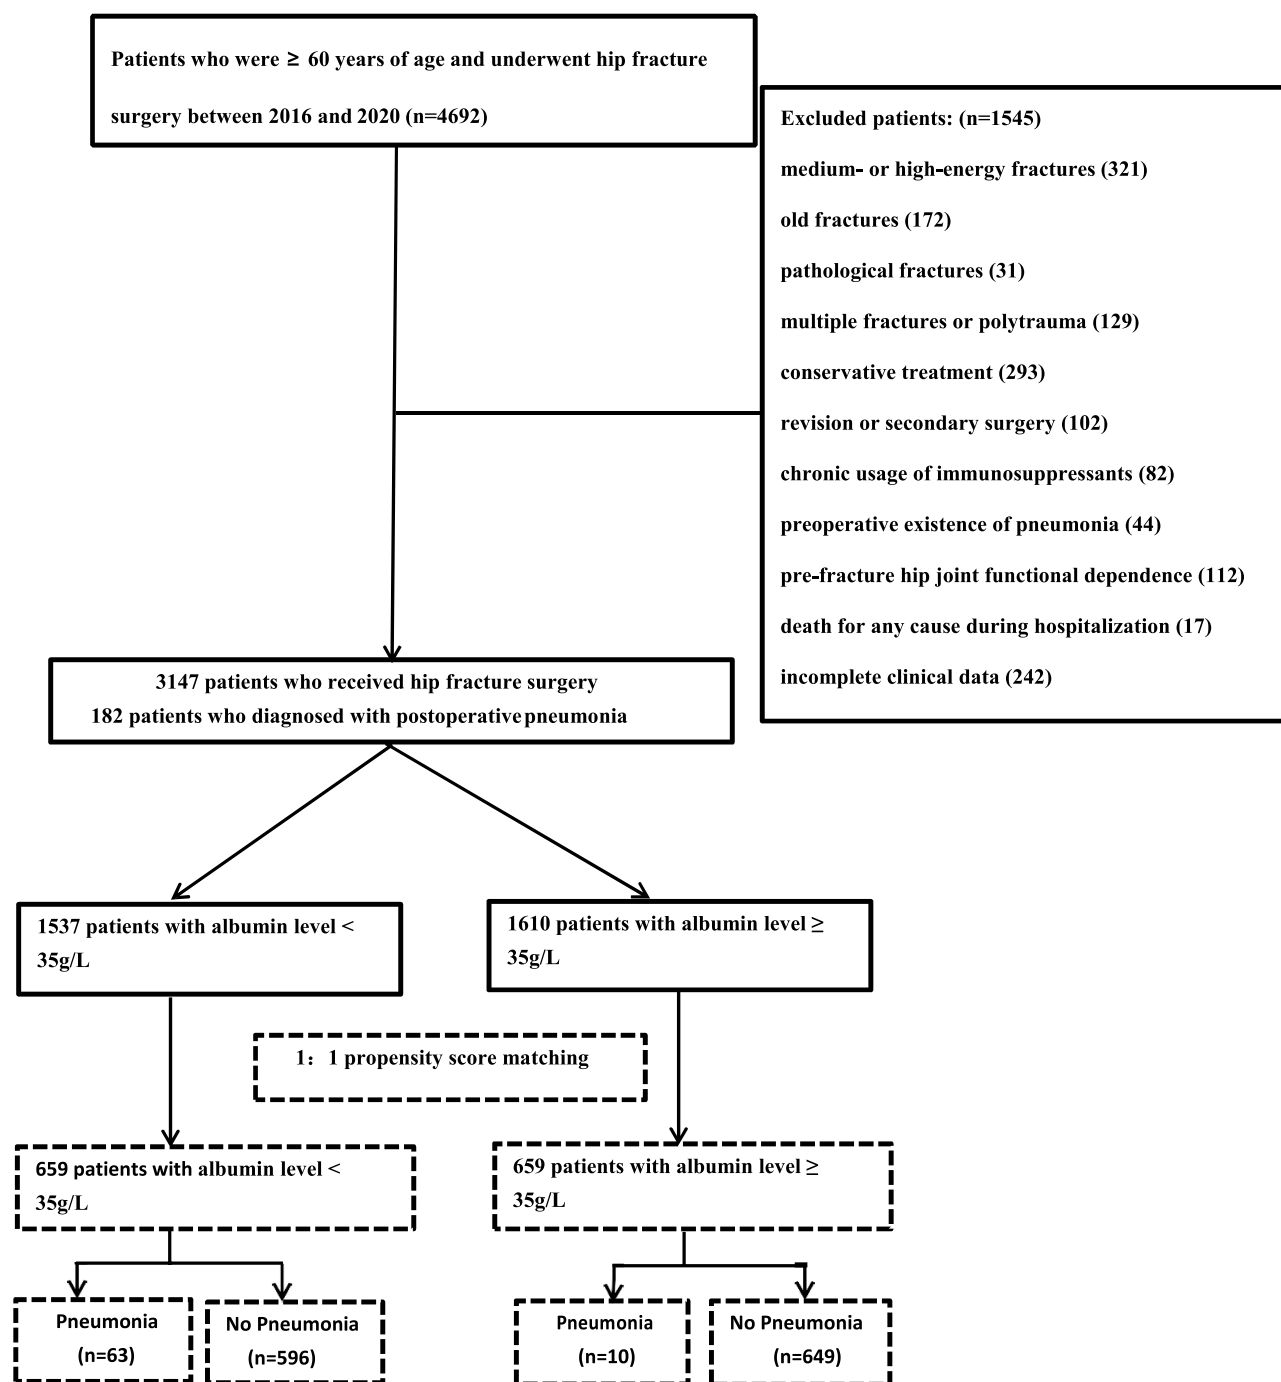 Patients who were ≥ 60 years of age and underwent hip fracture
surgery between 2016 and 2020 (n=4692)
Excluded patients: (n=1545)
medium- or high-energy fractures (321)
old fractures (172)
pathological fractures (31)
multiple fractures or polytrauma (129)
conservative treatment (293)
revision or secondary surgery (102)
chronic usage of immunosuppressants (82)
preoperative existence of pneumonia (44)
pre-fracture hip joint functional dependence (112)
death for any cause during hospitalization (17)
incomplete clinical data (242)
3147 patients who received hip fracture surgery
182 patients who diagnosed with postoperative pneumonia
1537 patients with albumin level <
35g/L
1610 patients with albumin level ≥
35g/L
1：1 propensity score matching
659 patients with albumin level <
35g/L
659 patients with albumin level ≥
35g/L
Pneumonia
(n=63)
No Pneumonia
(n=596)
Pneumonia
(n=10)
No Pneumonia
(n=649)